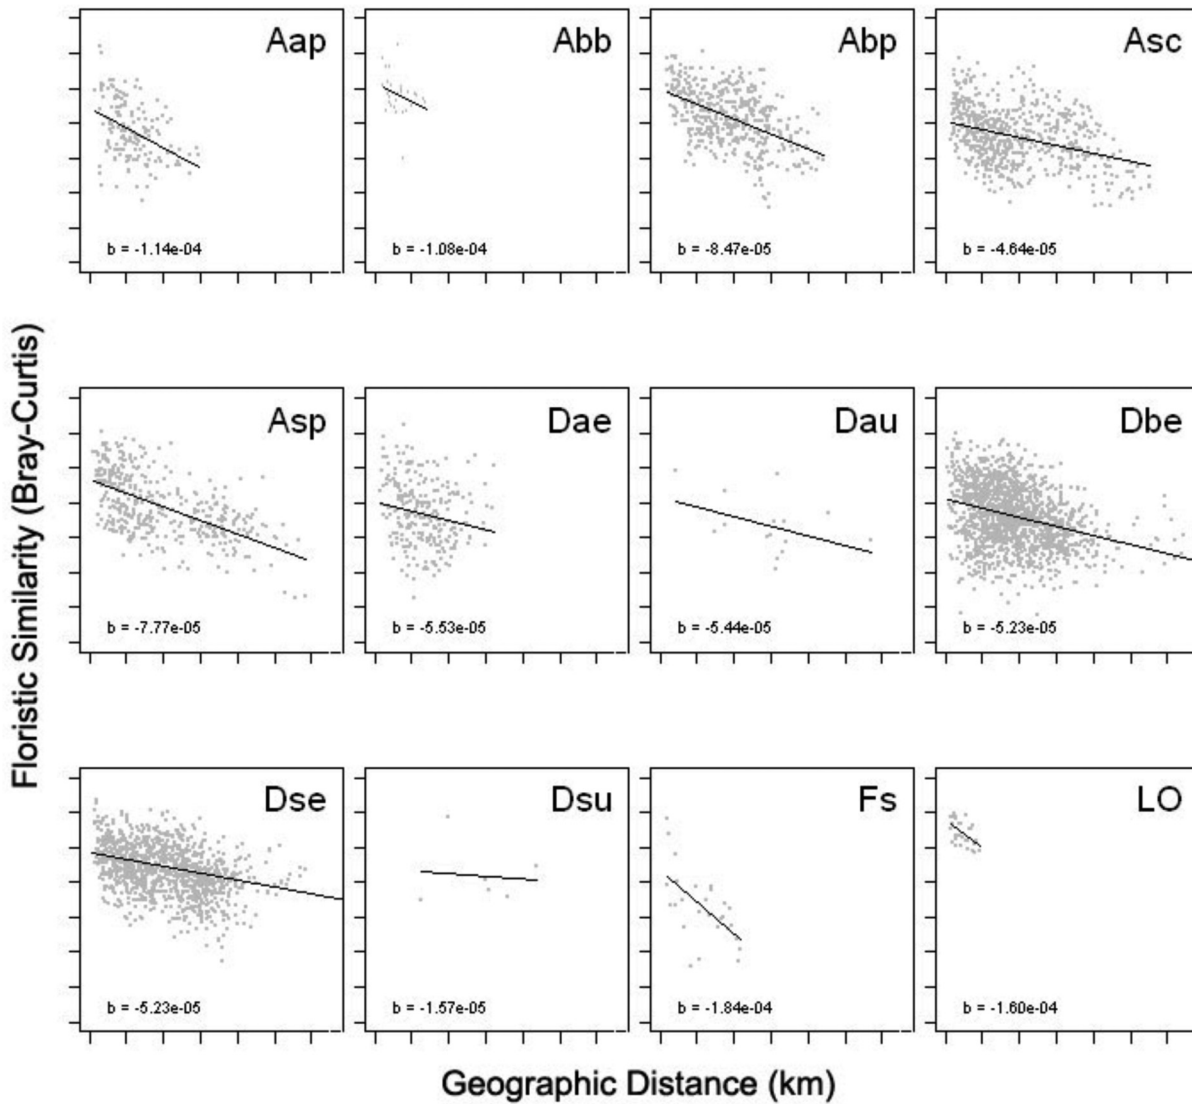 Aap
Abb
Abp
Asc
b = -1.14e-04
b = -1.08e-04
b = -8.47e-05
b = -4.64e-05
Floristic Similarity (Bray-Curtis)
Asp
Dae
Dau
Dbe
b = -7.77e-05
b = -5.53e-05
b = -5.44e-05
b = -5.23e-05
Dse
Dsu
Fs
LO
b = -5.23e-05
b = -1.57e-05
b = -1.84e-04
b = -1.60e-04
Geographic Distance (km)